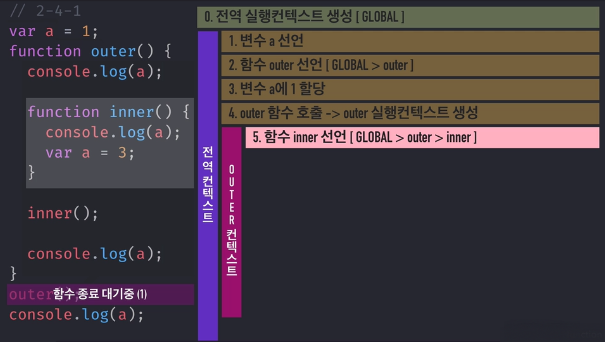 // 2-4-1
var a = 1;
function outer() {
console.log(a);
function inner() {
console.log(a);
var a = 3;
}
inner();
console.log(a);
}
outer
함수 종료 대기중 (1)
console.log(a);
0. 전역 실행컨텍스트 생성 [ GLOBAL ]
전역컨텍스트
1. 변수 a 선언
2. 함수 outer 선언 [ GLOBAL > outer ]
3. 변수 a에 1 할당
4. outer 함수 호출 -> outer 실행컨텍스트 생성
OUTER컨텍스트
5. 함수 inner 선언 [ GLOBAL > outer > inner ]